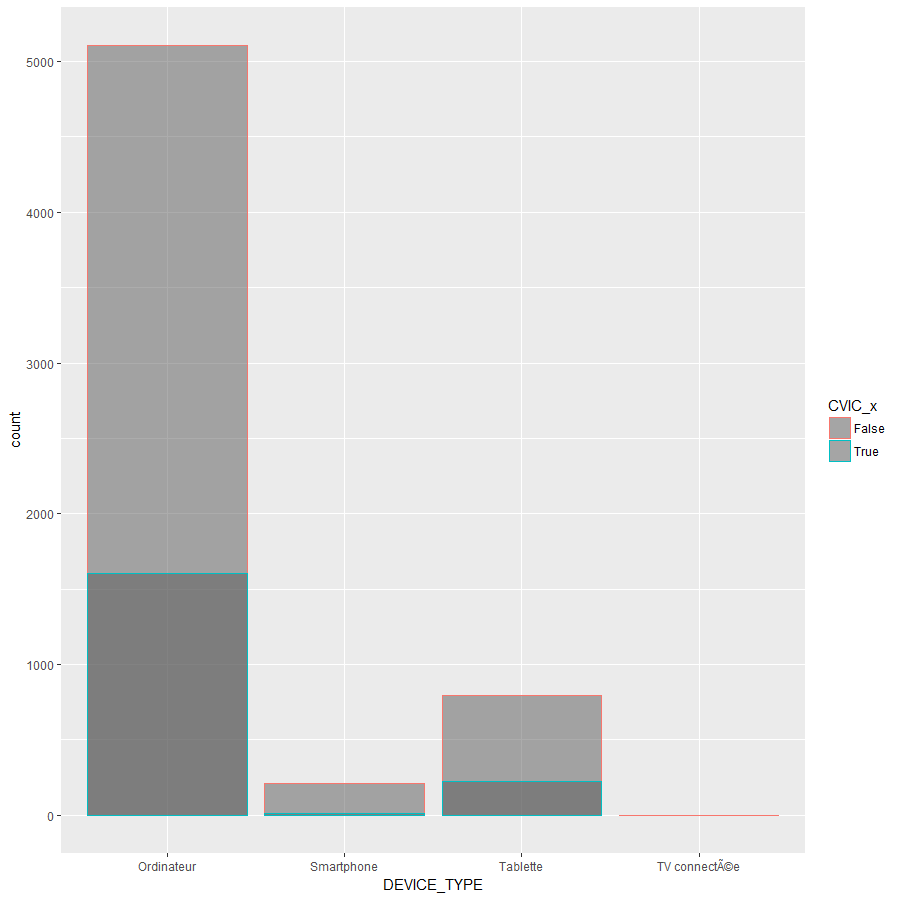 5000
4000
3000
2000
1000
0
count
Ordinateur
Smartphone
Tablette
TV connectÃ©e
DEVICE_TYPE
CVIC_x
False
True